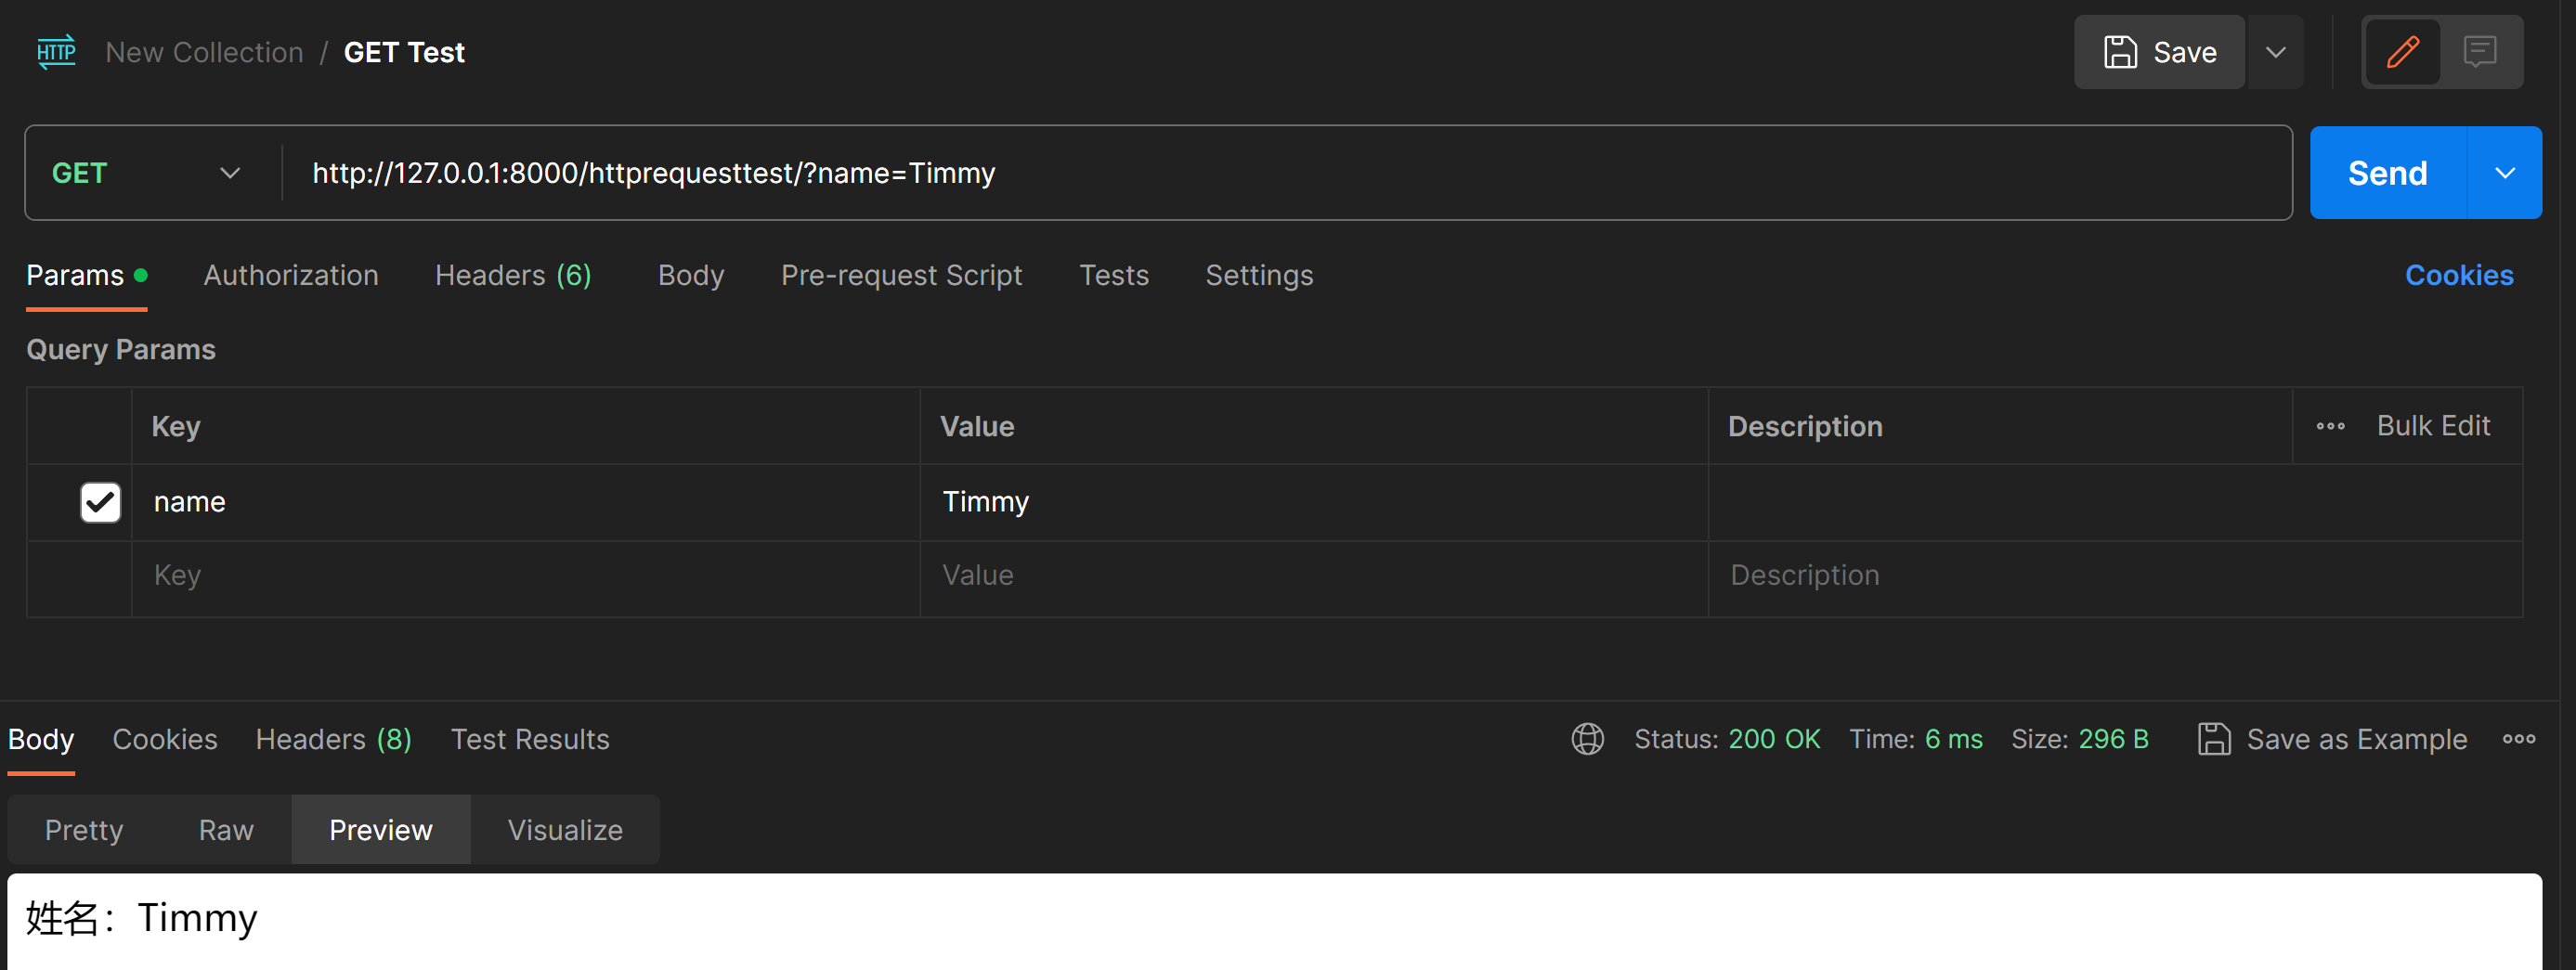 HTTP New Collection / GET Test Save
GET http://127.0.0.1:8000/httprequesttest/?name=Timmy Send
Params Authorization Headers (6) Body Pre-request Script Tests Settings Cookies
Query Params
Key Value Description Bulk Edit
name Timmy
Key Value Description
Body Cookies Headers (8) Test Results Status: 200 OK Time: 6 ms Size: 296 B Save as Example
Pretty Raw Preview Visualize
姓名：Timmy